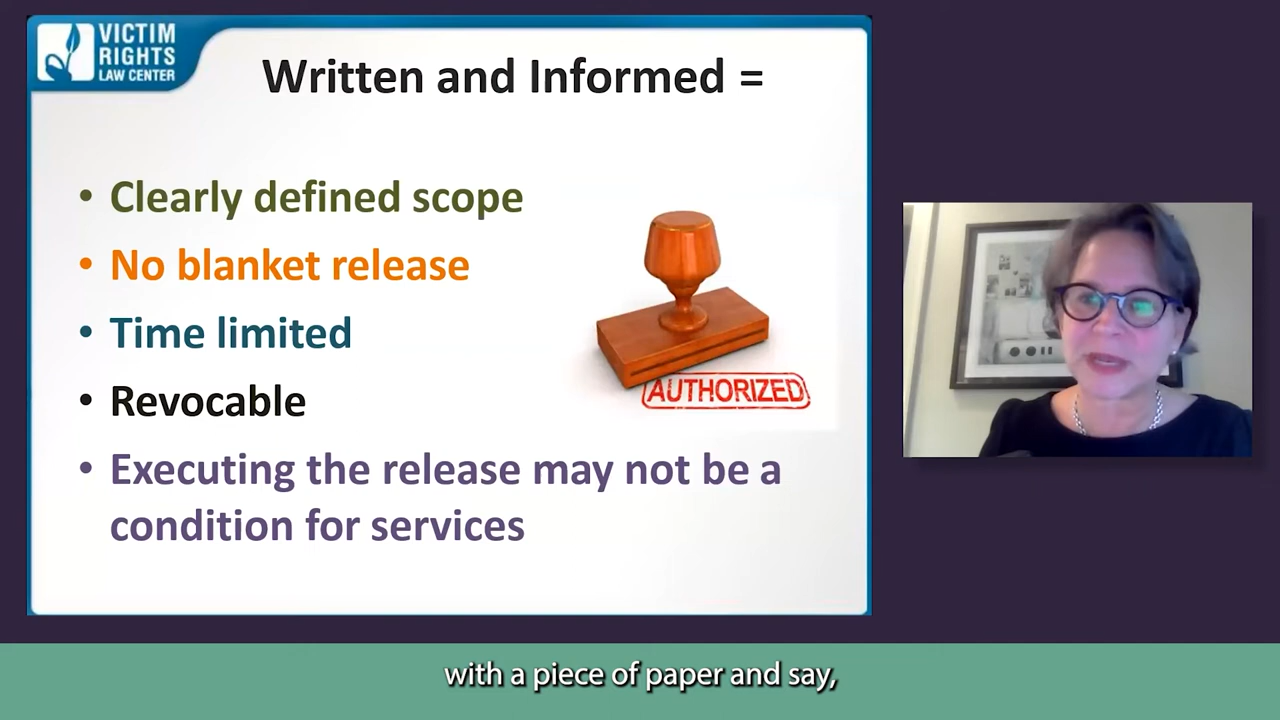 VICTIM
RIGHTS
LAW CENTER
Written and Informed =
• Clearly defined scope
• No blanket release
• Time limited
• Revocable
• Executing the release may not be a
condition for services
AUTHORIZED
with a piece of paper and say,